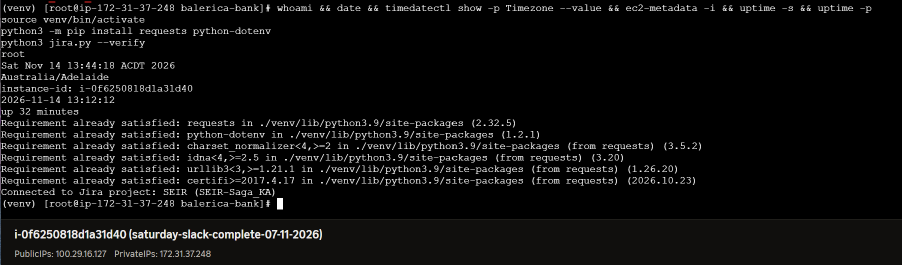 (venv) [root@ip-172-31-37-248 balerica-bank]# whoami && date && timedatectl show -p Timezone --value && ec2-metadata -i && uptime -s && uptime -p
source venv/bin/activate
python3 -m pip install requests python-dotenv
python3 jira.py --verify
root
Sat Nov 14 13:44:18 ACDT 2026
Australia/Adelaide
instance-id: i-0f6250818d1a31d40
2026-11-14 13:12:12
up 32 minutes
Requirement already satisfied: requests in ./venv/lib/python3.9/site-packages (2.32.5)
Requirement already satisfied: python-dotenv in ./venv/lib/python3.9/site-packages (1.2.1)
Requirement already satisfied: charset_normalizer<4,>=2 in ./venv/lib/python3.9/site-packages (from requests) (3.5.2)
Requirement already satisfied: idna<4,>=2.5 in ./venv/lib/python3.9/site-packages (from requests) (3.20)
Requirement already satisfied: urllib3<3,>=1.21.1 in ./venv/lib/python3.9/site-packages (from requests) (1.26.20)
Requirement already satisfied: certifi>=2017.4.17 in ./venv/lib/python3.9/site-packages (from requests) (2026.10.23)
Connected to Jira project: SEIR (SEIR-Saga_KA)
(venv) [root@ip-172-31-37-248 balerica-bank]#
i-0f6250818d1a31d40 (saturday-slack-complete-07-11-2026)
PublicIPs: 100.29.16.127 PrivateIPs: 172.31.37.248